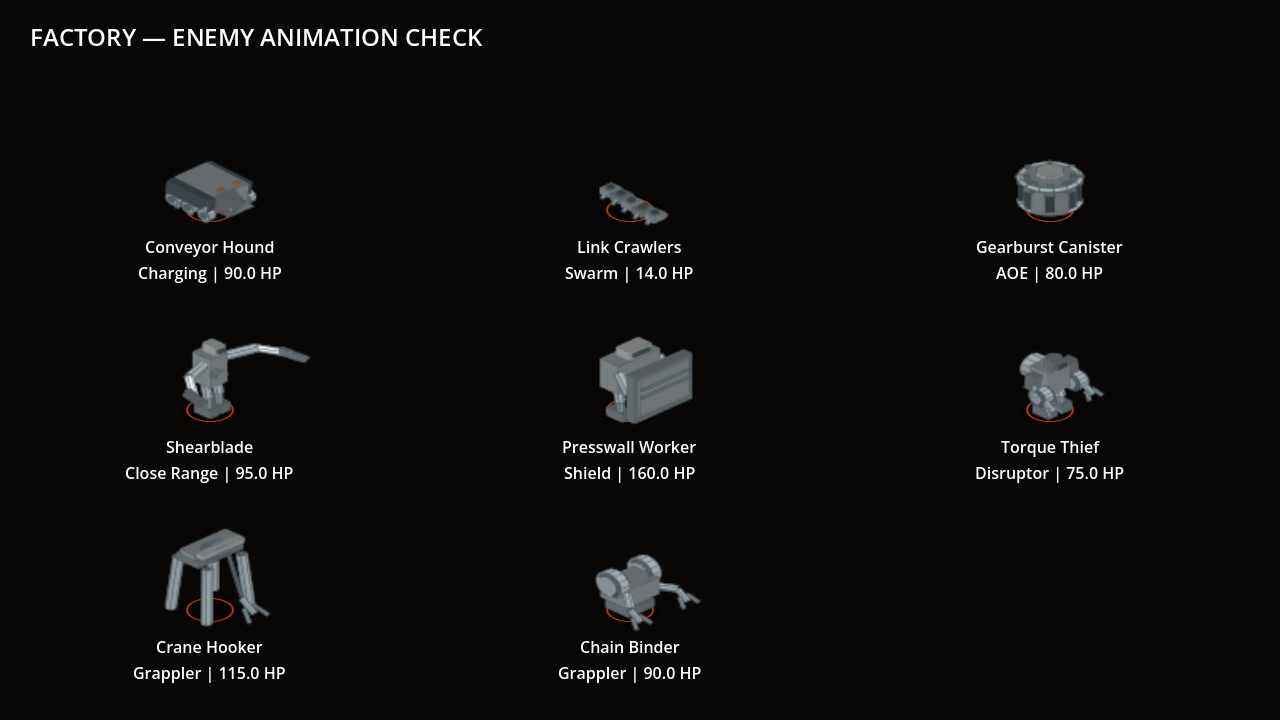 FACTORY — ENEMY ANIMATION CHECK
Conveyor Hound
Charging | 90.0 HP
Link Crawlers
Swarm | 14.0 HP
Gearburst Canister
AOE | 80.0 HP
Shearblade
Close Range | 95.0 HP
Presswall Worker
Shield | 160.0 HP
Torque Thief
Disruptor | 75.0 HP
Crane Hooker
Grappler | 115.0 HP
Chain Binder
Grappler | 90.0 HP